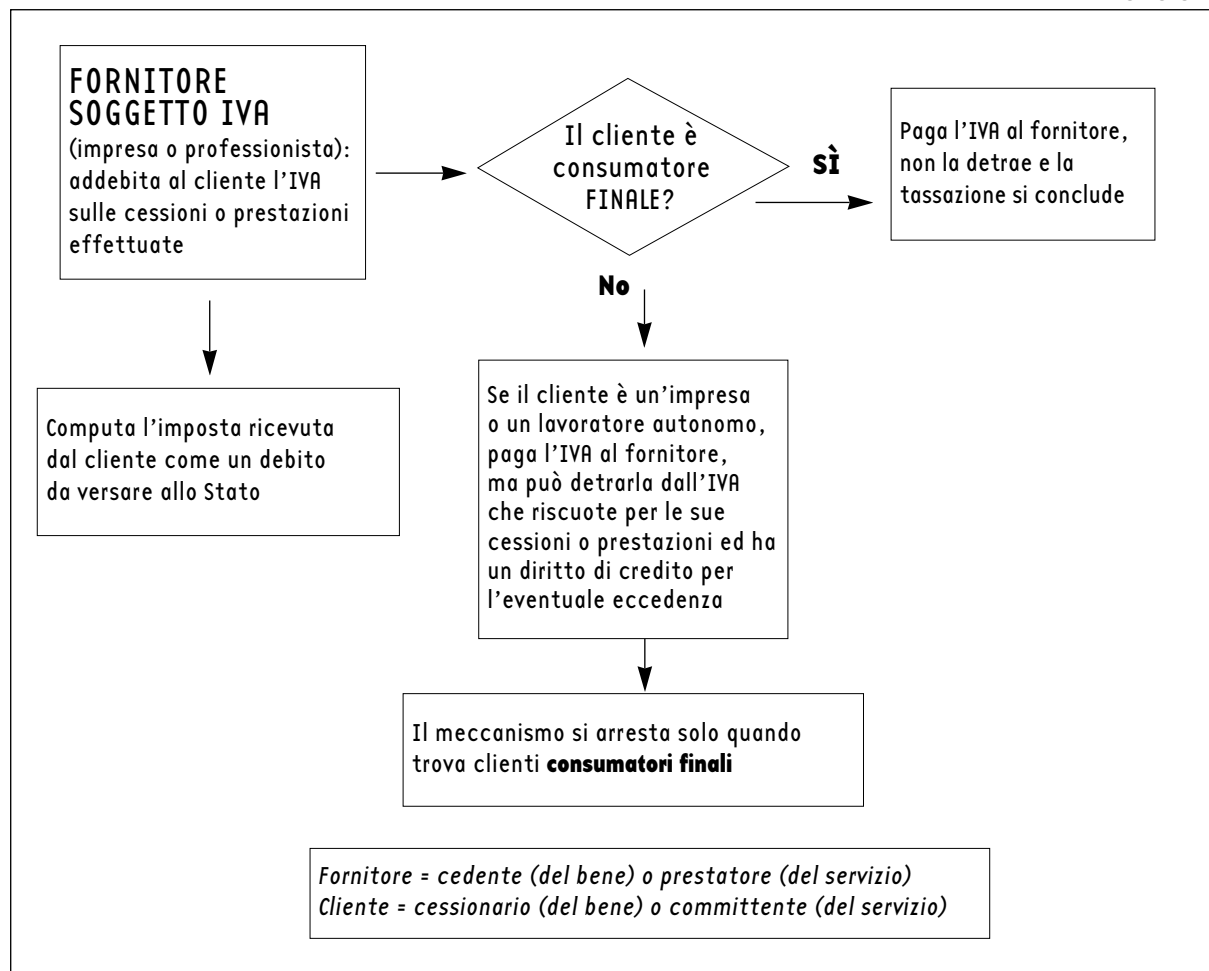 FORNITORE
SOGGETTO IVA
(impresa o professionista):
addebita al cliente l'IVA
sulle cessioni o prestazioni
effettuate
Il cliente è
consumatore
FINALE?
SÌ
Paga l'IVA al fornitore,
non la detrae e la
tassazione si conclude
No
Computa l'imposta ricevuta
dal cliente come un debito
da versare allo Stato
Se il cliente è un'impresa
o un lavoratore autonomo,
paga l'IVA al fornitore,
ma può detrarla dall'IVA
che riscuote per le sue
cessioni o prestazioni ed ha
un diritto di credito per
l'eventuale eccedenza
Il meccanismo si arresta solo quando
trova clienti consumatori finali
Fornitore = cedente (del bene) o prestatore (del servizio)
Cliente = cessionario (del bene) o committente (del servizio)